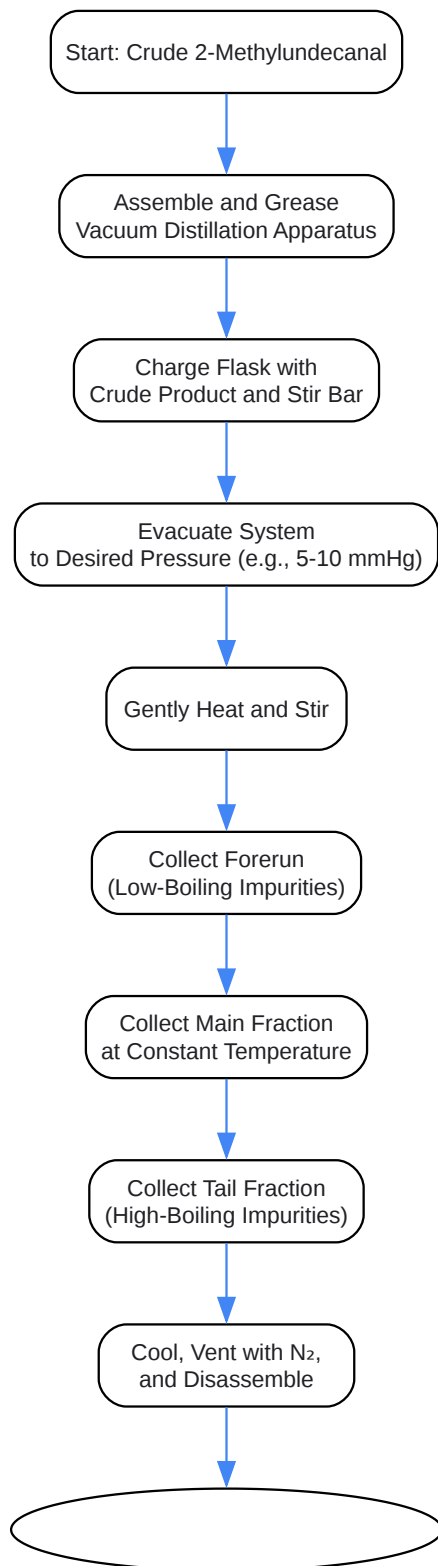 Start: Crude 2-Methylundecanal
Assemble and Grease
Vacuum Distillation Apparatus
Charge Flask with
Crude Product and Stir Bar
Evacuate System
to Desired Pressure (e.g., 5-10 mmHg)
Gently Heat and Stir
Collect Forerun
(Low-Boiling Impurities)
Collect Main Fraction
at Constant Temperature
Collect Tail Fraction
(High-Boiling Impurities)
Cool, Vent with N₂,
and Disassemble